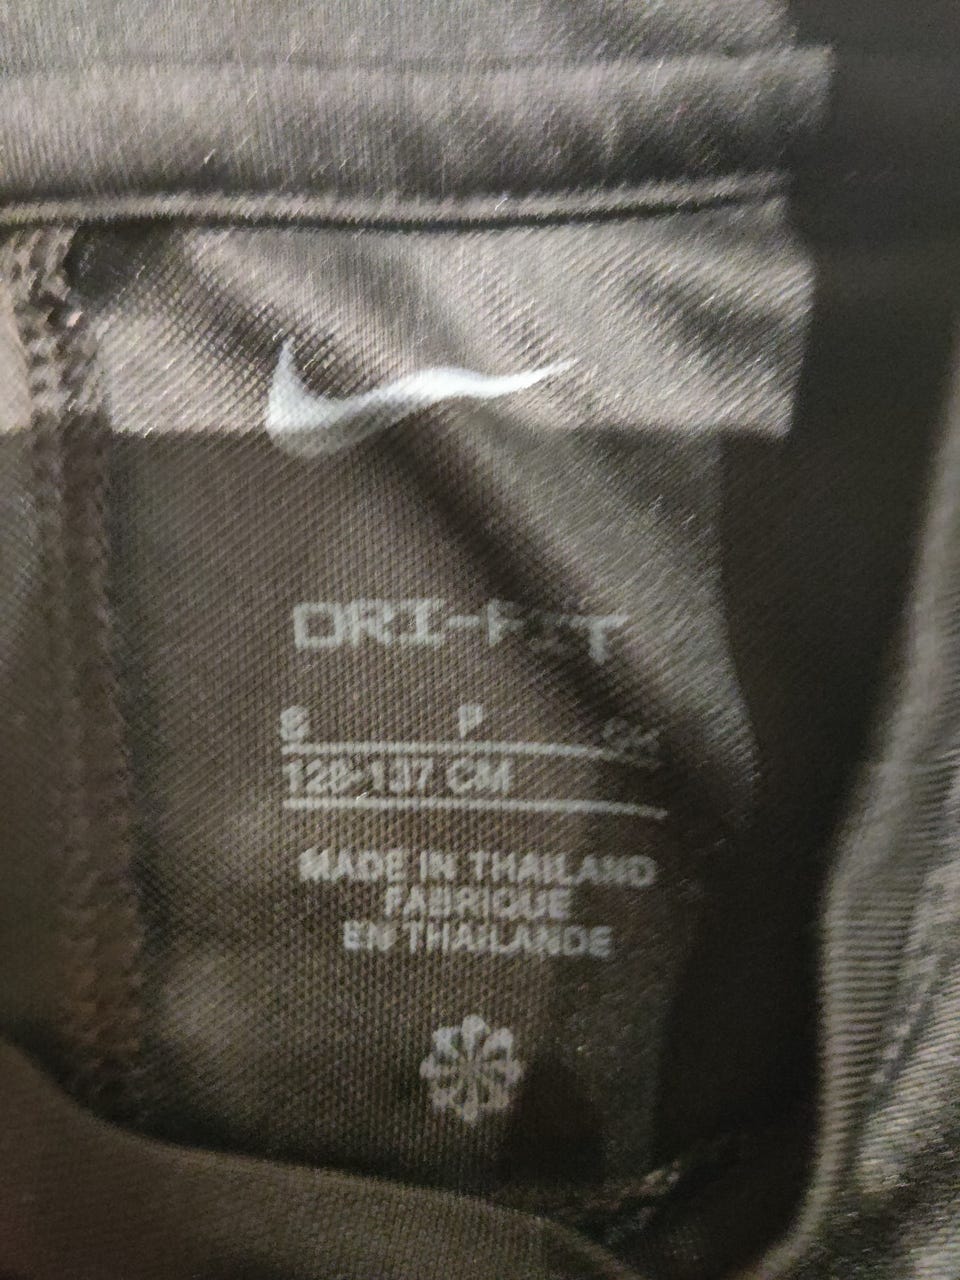 DRI-FIT
S P
128-137 CM
MADE IN THAILAND
FABRIQUE
EN THAILANDE